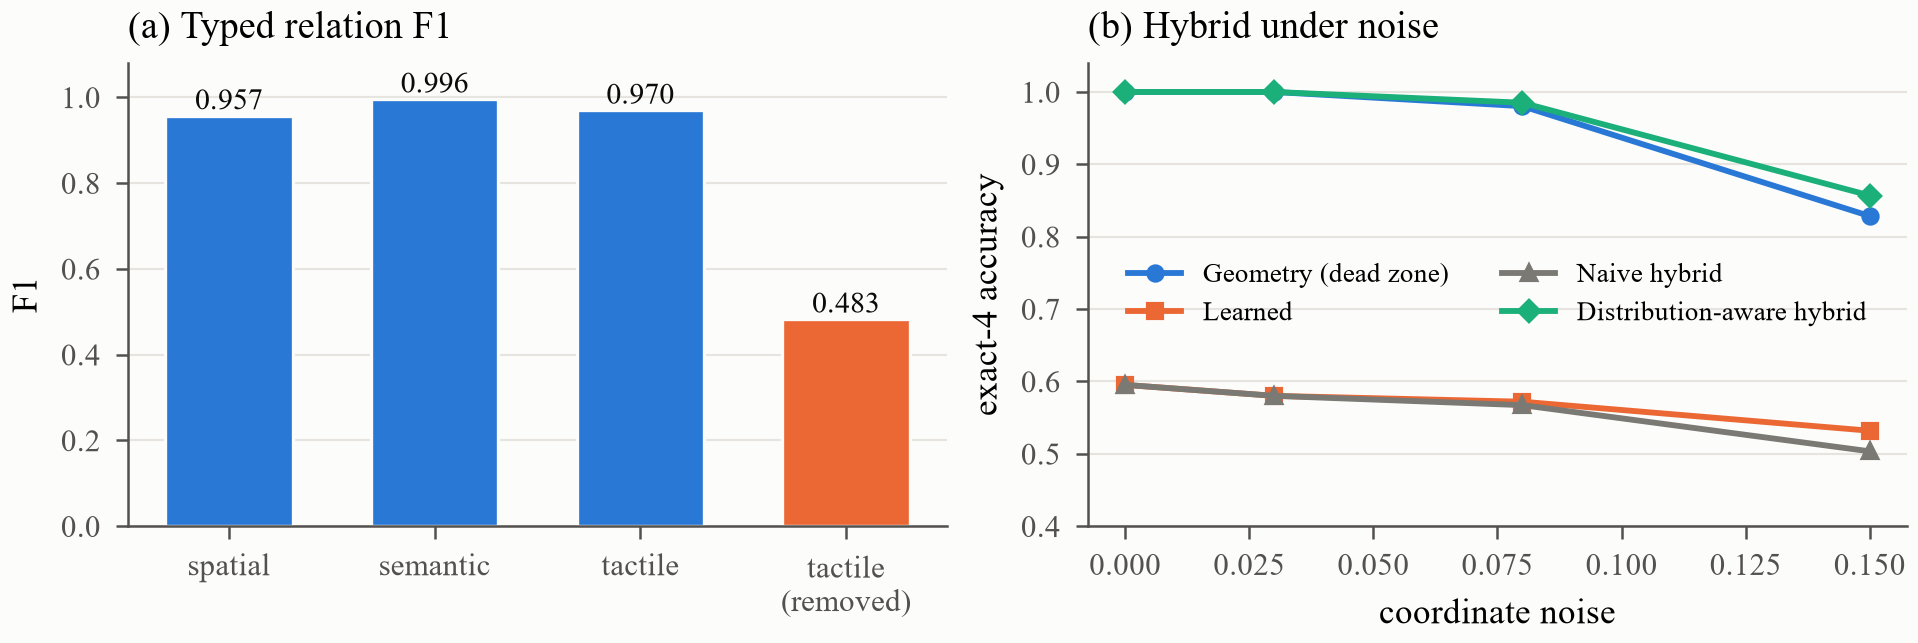 (a) Typed relation F1
F1
1.0
0.8
0.6
0.4
0.2
0.0
0.957
0.996
0.970
0.483
spatial
semantic
tactile
tactile
(removed)
(b) Hybrid under noise
exact-4 accuracy
1.0
0.9
0.8
0.7
0.6
0.5
0.4
Geometry (dead zone)
Learned
Naive hybrid
Distribution-aware hybrid
0.000 0.025 0.050 0.075 0.100 0.125 0.150
coordinate noise